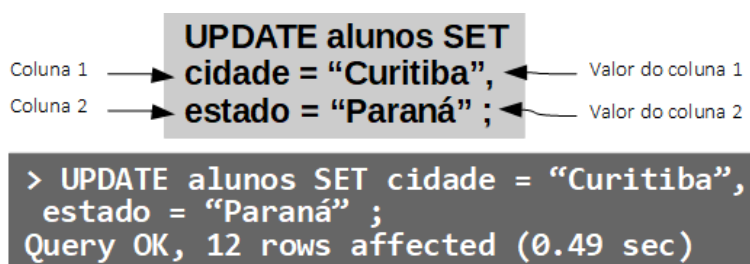 UPDATE alunos SET
Coluna 1 cidade = “Curitiba”, Valor do coluna 1
Coluna 2 estado = “Paraná” ; Valor do coluna 2
> UPDATE alunos SET cidade = “Curitiba”,
estado = “Paraná” ;
Query OK, 12 rows affected (0.49 sec)